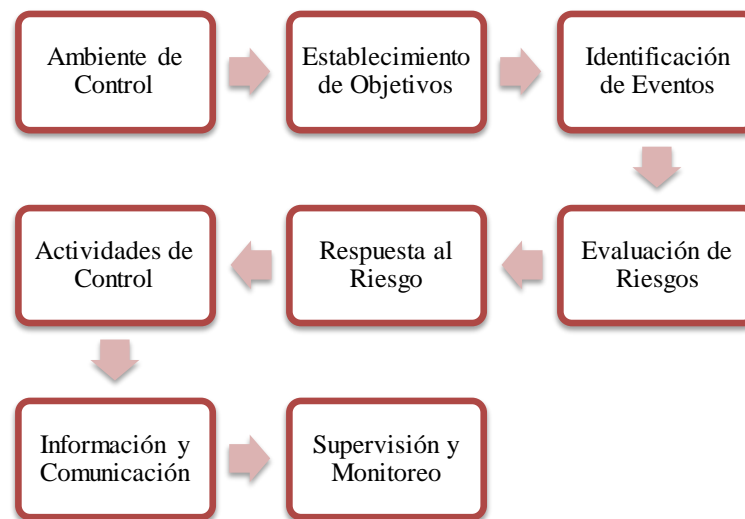 Ambiente de
Control
Establecimiento
de Objetivos
Identificación
de Eventos
Evaluación de
Riesgos
Respuesta al
Riesgo
Actividades de
Control
Información y
Comunicación
Supervisión y
Monitoreo